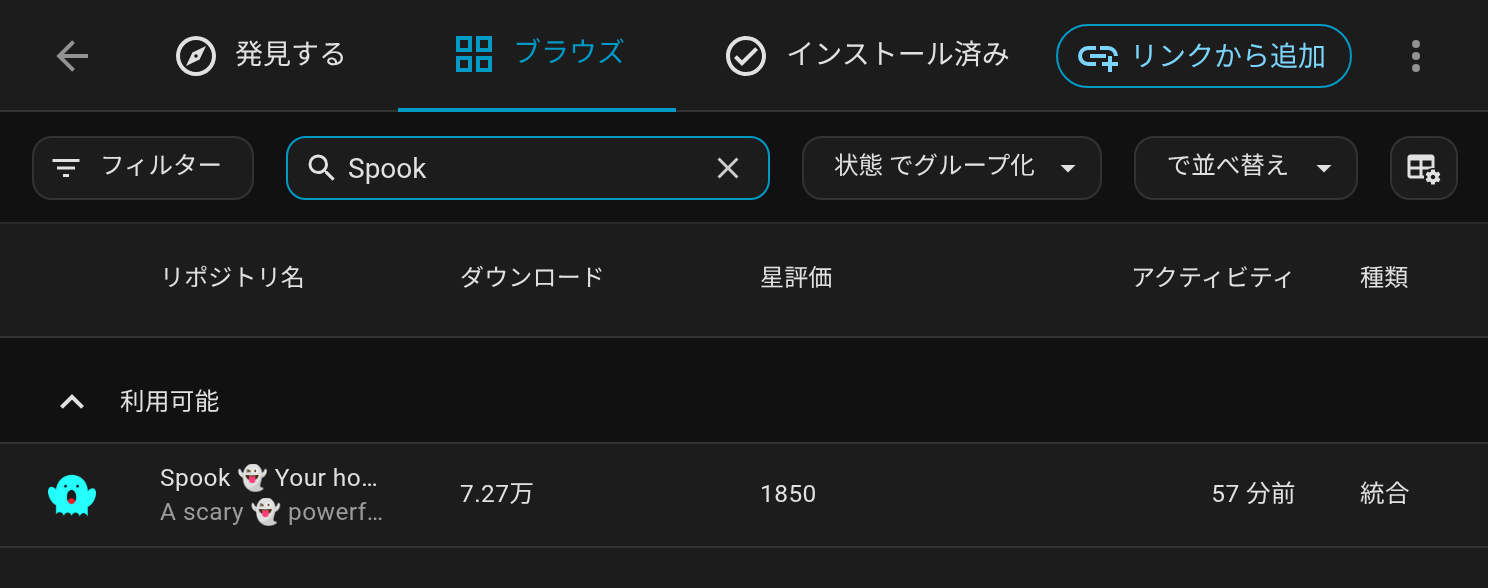 発見する ブラウズ インストール済み リンクから追加
フィルター Spook 状態 でグループ化 で並べ替え
リポジトリ名 ダウンロード 星評価 アクティビティ 種類
利用可能
Spook 👻 Your ho…
A scary 👻 powerf…
7.27万 1850 57 分前 統合